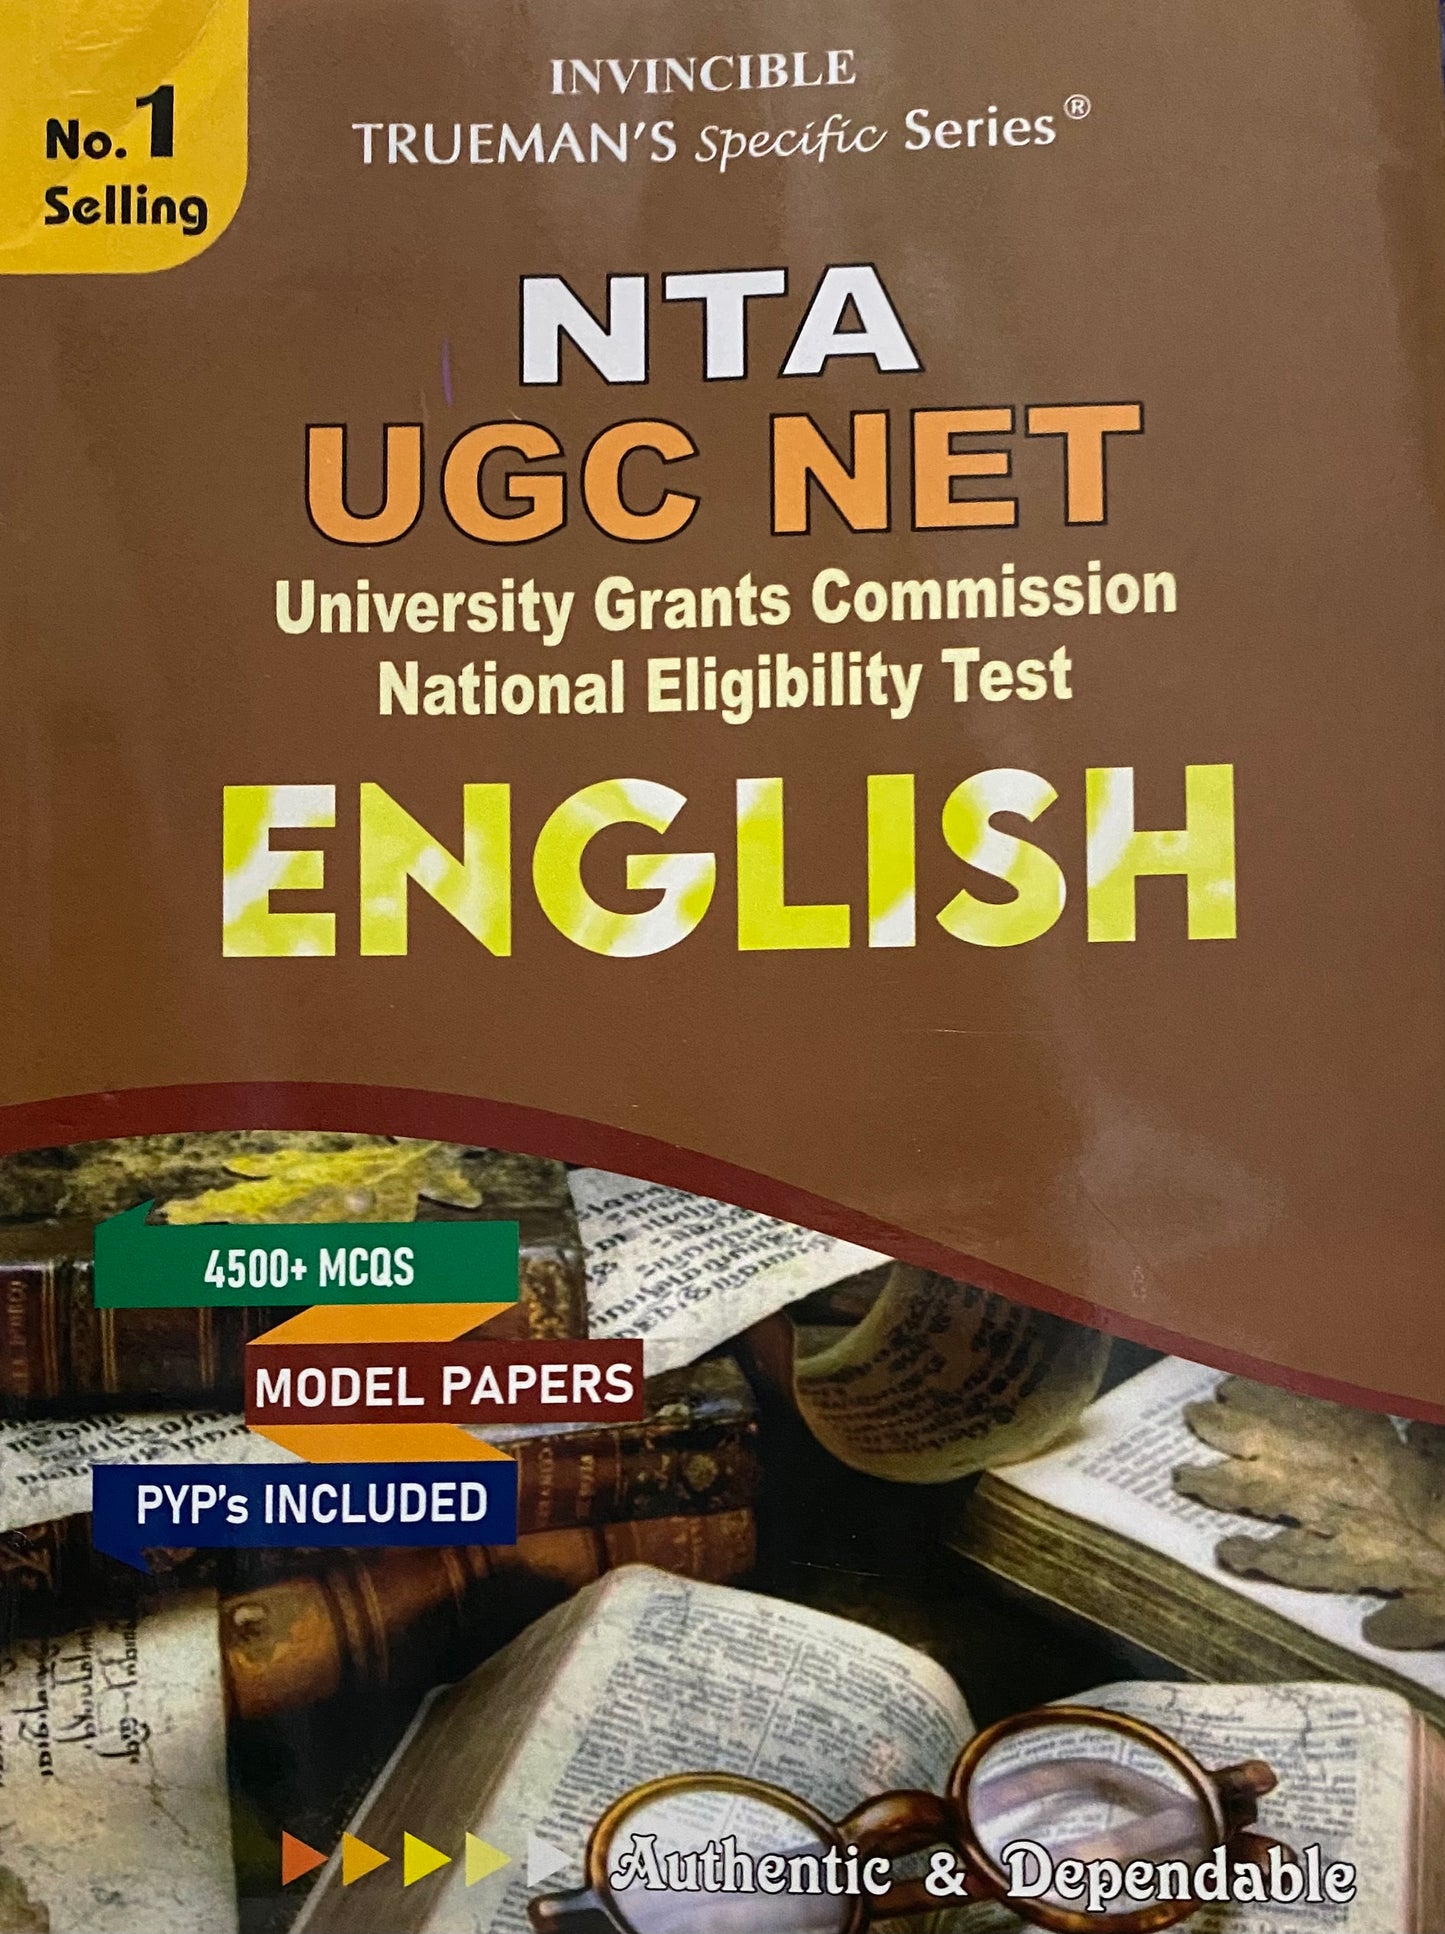 No. 1
Selling
INVINCIBLE
TRUEMAN'S Specific Series®
NTA
UGC NET
University Grants Commission
National Eligibility Test
ENGLISH
4500+ MCQS
MODEL PAPERS
PYP's INCLUDED
Authentic & Dependable